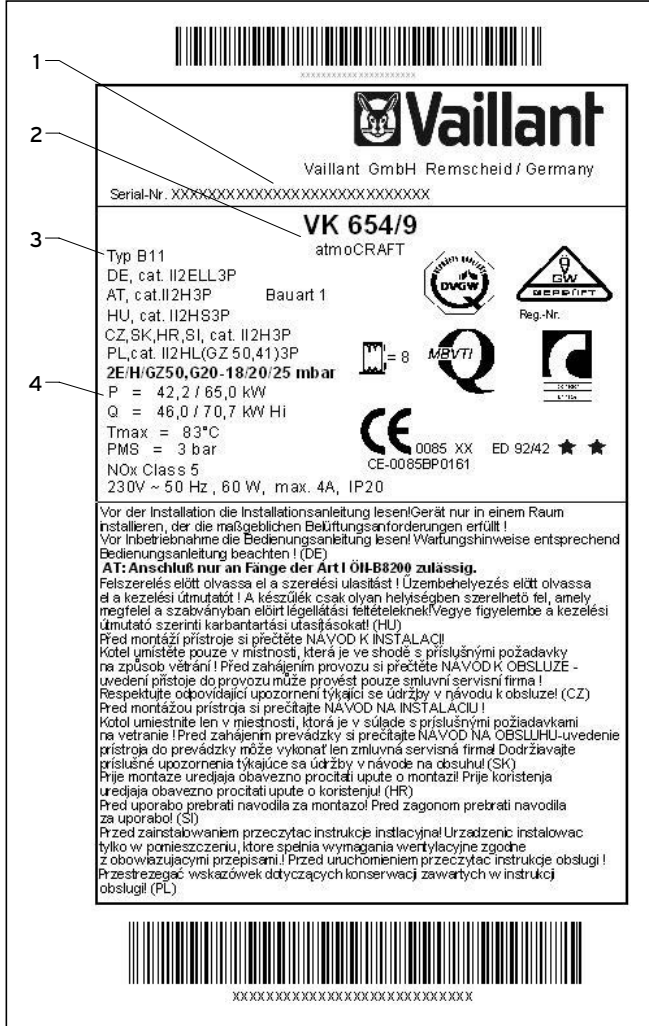 xxxxxxxxxxxxxxxxxxxxxxx
1
Vaillant
2
Vaillant GmbH Remscheid / Germany
Serial-Nr. XXXXXXXXXXXXXXXXXXXXXXXXXXX
VK 654/9
atmoCRAFT
3
Typ B11
DE, cat. II2ELL3P
AT, cat.II2H3P Bauart 1
HU, cat. II2HS3P
CZ,SK,HR,SI, cat. II2H3P
PL,cat. II2HL(GZ 50,41)3P
DVGW
GW
GEPRÜFT
Reg.-Nr.
= 8
MBVTI
2E/H/GZ50,G20-18/20/25 mbar
4
P = 42,2 / 65,0 kW
Q = 46,0 / 70,7 kW Hi
Tmax = 83°C
PMS = 3 bar
NOx Class 5
230V ~ 50 Hz , 60 W, max. 4A, IP20
CE 0085 XX ED 92/42 ★ ★
CE-0085BP0161
Vor der Installation die Installationsanleitung lesen!Gerät nur in einem Raum
installieren, der die maßgeblichen Belüftungsanforderungen erfüllt !
Vor Inbetriebnahme die Bedienungsanleitung lesen! Wartungshinweise entsprechend
Bedienungsanleitung beachten ! (DE)
AT: Anschluß nur an Fänge der Art I ÖN-B8200 zulässig.
Felszerelés elött olvassa el a szerelési ulasitást ! Üzembehelyezés elött olvassa
el a kezelési útmutatót ! A készülék csak olyan helyiségben szerelhető fel, amely
megfelel a szabványban elöirt légellátási feltételeknek!Vegye figyelembe a kezelési
útmutató szerinti karbantartási utasításokat! (HU)
Před montáží přístroje si přečtěte NÁVOD K INSTALACI!
Kotel umístěte pouze v místnosti, která je ve shodě s příslušnými požadavky
na způsob větrání ! Před zahájením provozu si přečtěte NÁVOD K OBSLUZE -
uvedení přístoje do provozu může provést pouze smluvní servisní firma !
Respektujte odpovídající upozornení týkající se údržby v návodu k obsluze! (CZ)
Pred montážou prístroja si prečítajte NÁVOD NA INŠTALÁCIU !
Kotol umiestnite len v miestnosti, ktorá je v súlade s príslušnými požiadavkami
na vetranie ! Pred zahájením prevádzky si prečítajte NÁVOD NA OBSLUHU-uvedenie
prístroja do prevádzky môže vykonať len zmluvná servisná firma! Dodržiavajte
príslušné upozornenia týkajúce sa údržby v návode na obsuhu! (SK)
Prije montaze uredjaja obavezno procitati upute o montazi! Prije koristenja
uredjaja obavezno procitati upute o koristenju! (HR)
Pred uporabo prebrati navodila za montazo! Pred zagonom prebrati navodila
za uporabo! (SI)
Przed zainstalowaniem przeczytac instrukcje instlacyjna! Urzadzenic instalowac
tylko w pomieszczeniu, ktore spelnia wymagania wentylacyjne zgodne
z obowiazujacymi przepisami.! Przed uruchomieniem przeczytac instrukcje obslugi !
Przestrzegać wskazówek dotyczących konserwacji zawartych w instrukcji
obslugi! (PL)
XXXXXXXXXXXXXXXXXXXXXXXXXXXX